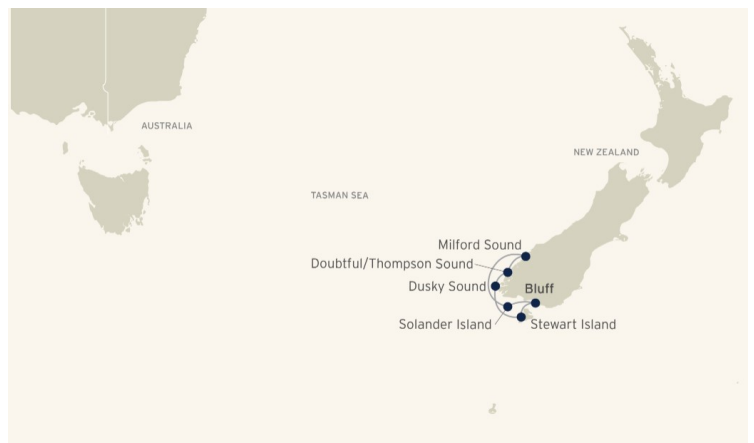 AUSTRALIA
NEW ZEALAND
TASMAN SEA
Milford Sound
Doubtful/Thompson Sound
Dusky Sound
Bluff
Solander Island
Stewart Island